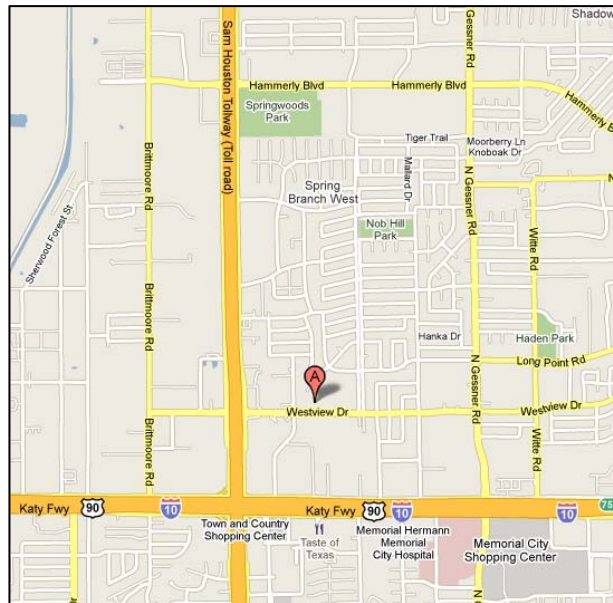 Shadow
Gessner Rd
Sam Houston Tollway (Toll road)
Hammerly Blvd
Hammerly Blvd
Hammerly B
Springwoods
Park
Tiger Trail
Moorberry Ln
Knoboak Dr
Brittmoore Rd
Mallard Dr
N Gessner Rd
N
Spring
Branch West
Nob Hill
Park
Witte Rd
Sherwood Forest St
Brittmoore Rd
Hanka Dr
Haden Park
Long Point Rd
N Gessner Rd
A
Westview Dr
Westview Dr
Brittmoore Rd
Witte Rd
Katy Fwy
90
10
Katy Fwy
90
10
10
75
Town and Country
Shopping Center
Taste of
Texas
Memorial Hermann
Memorial
City Hospital
Memorial City
Shopping Center